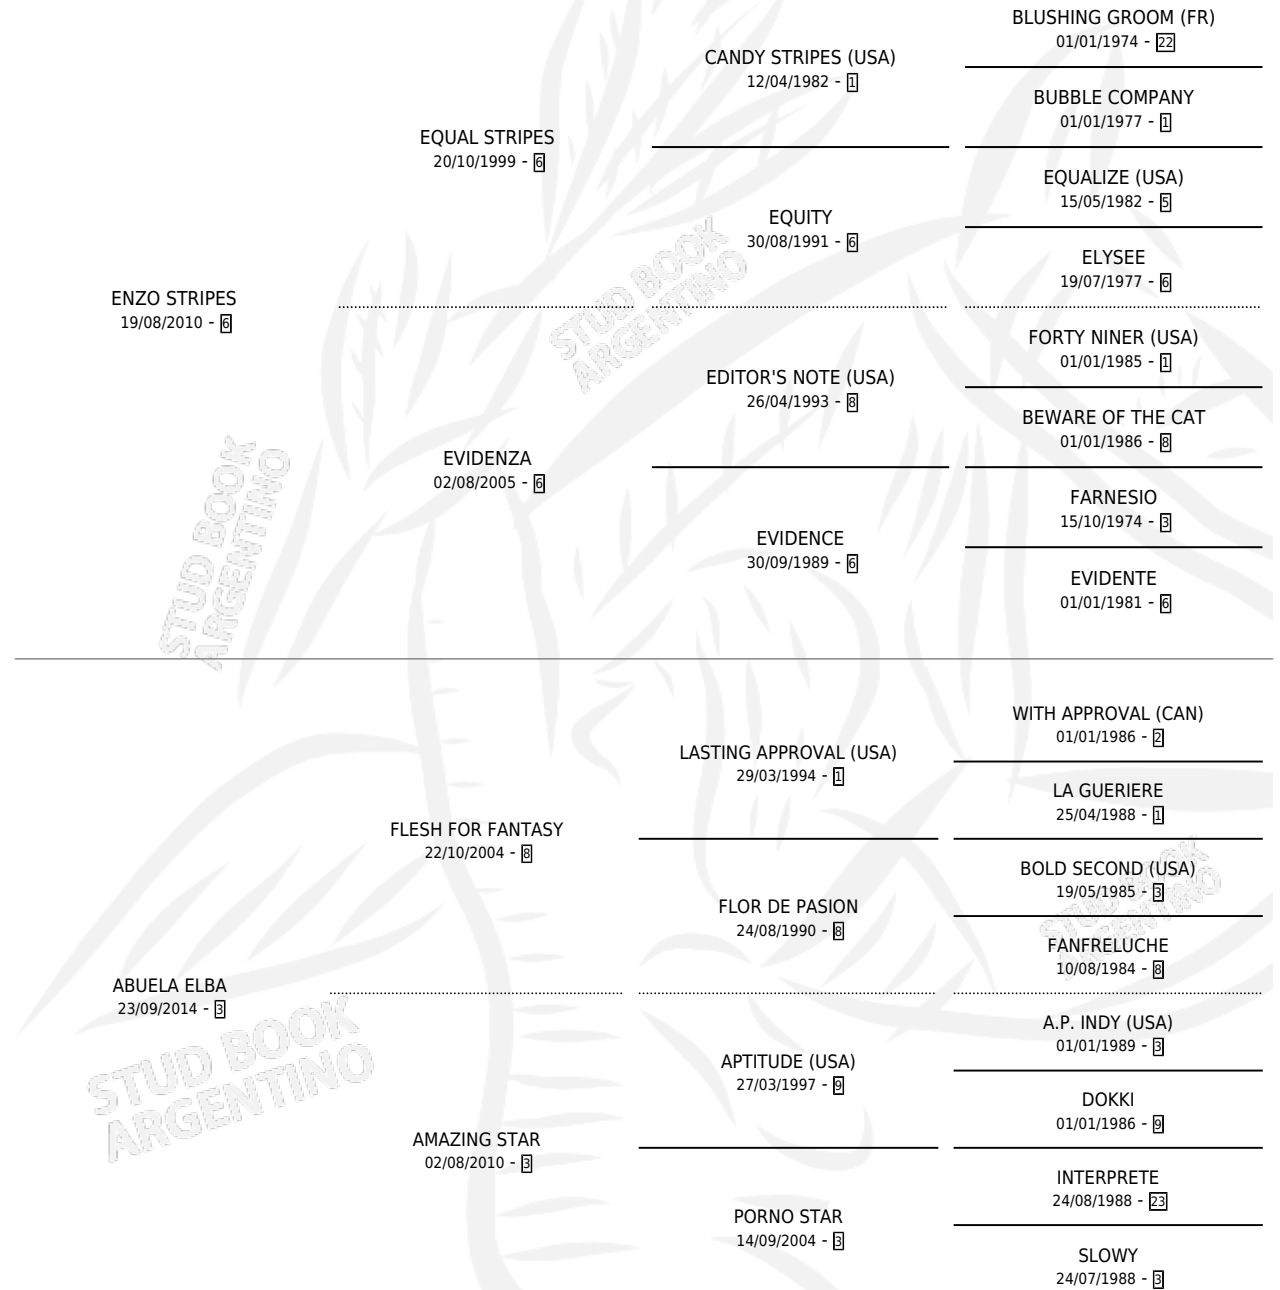 BLUSHING GROOM (FR)
01/01/1974 - 22
CANDY STRIPES (USA)
12/04/1982 - 1
BUBBLE COMPANY
01/01/1977 - 1
EQUAL STRIPES
20/10/1999 - 6
EQUALIZE (USA)
15/05/1982 - 5
EQUITY
30/08/1991 - 6
ELYSEE
19/07/1977 - 6
ENZO STRIPES
19/08/2010 - 6
FORTY NINER (USA)
01/01/1985 - 1
EDITOR'S NOTE (USA)
26/04/1993 - 8
BEWARE OF THE CAT
01/01/1986 - 8
EVIDENZA
02/08/2005 - 6
FARNESIO
15/10/1974 - 3
EVIDENCE
30/09/1989 - 6
EVIDENTE
01/01/1981 - 6
WITH APPROVAL (CAN)
01/01/1986 - 2
LASTING APPROVAL (USA)
29/03/1994 - 1
LA GUERIERE
25/04/1988 - 1
FLESH FOR FANTASY
22/10/2004 - 8
BOLD SECOND (USA)
19/05/1985 - 3
FLOR DE PASION
24/08/1990 - 8
FANFRELUCHE
10/08/1984 - 8
ABUELA ELBA
23/09/2014 - 3
A.P. INDY (USA)
01/01/1989 - 3
APTITUDE (USA)
27/03/1997 - 9
DOKKI
01/01/1986 - 9
AMAZING STAR
02/08/2010 - 3
INTERPRETE
24/08/1988 - 23
PORNO STAR
14/09/2004 - 3
SLOWY
24/07/1988 - 3
STUD BOOK
ARGENTINO
STUD BOOK
ARGENTINO
STUD BOOK
ARGENTINO
STUD BOOK
ARGENTINO